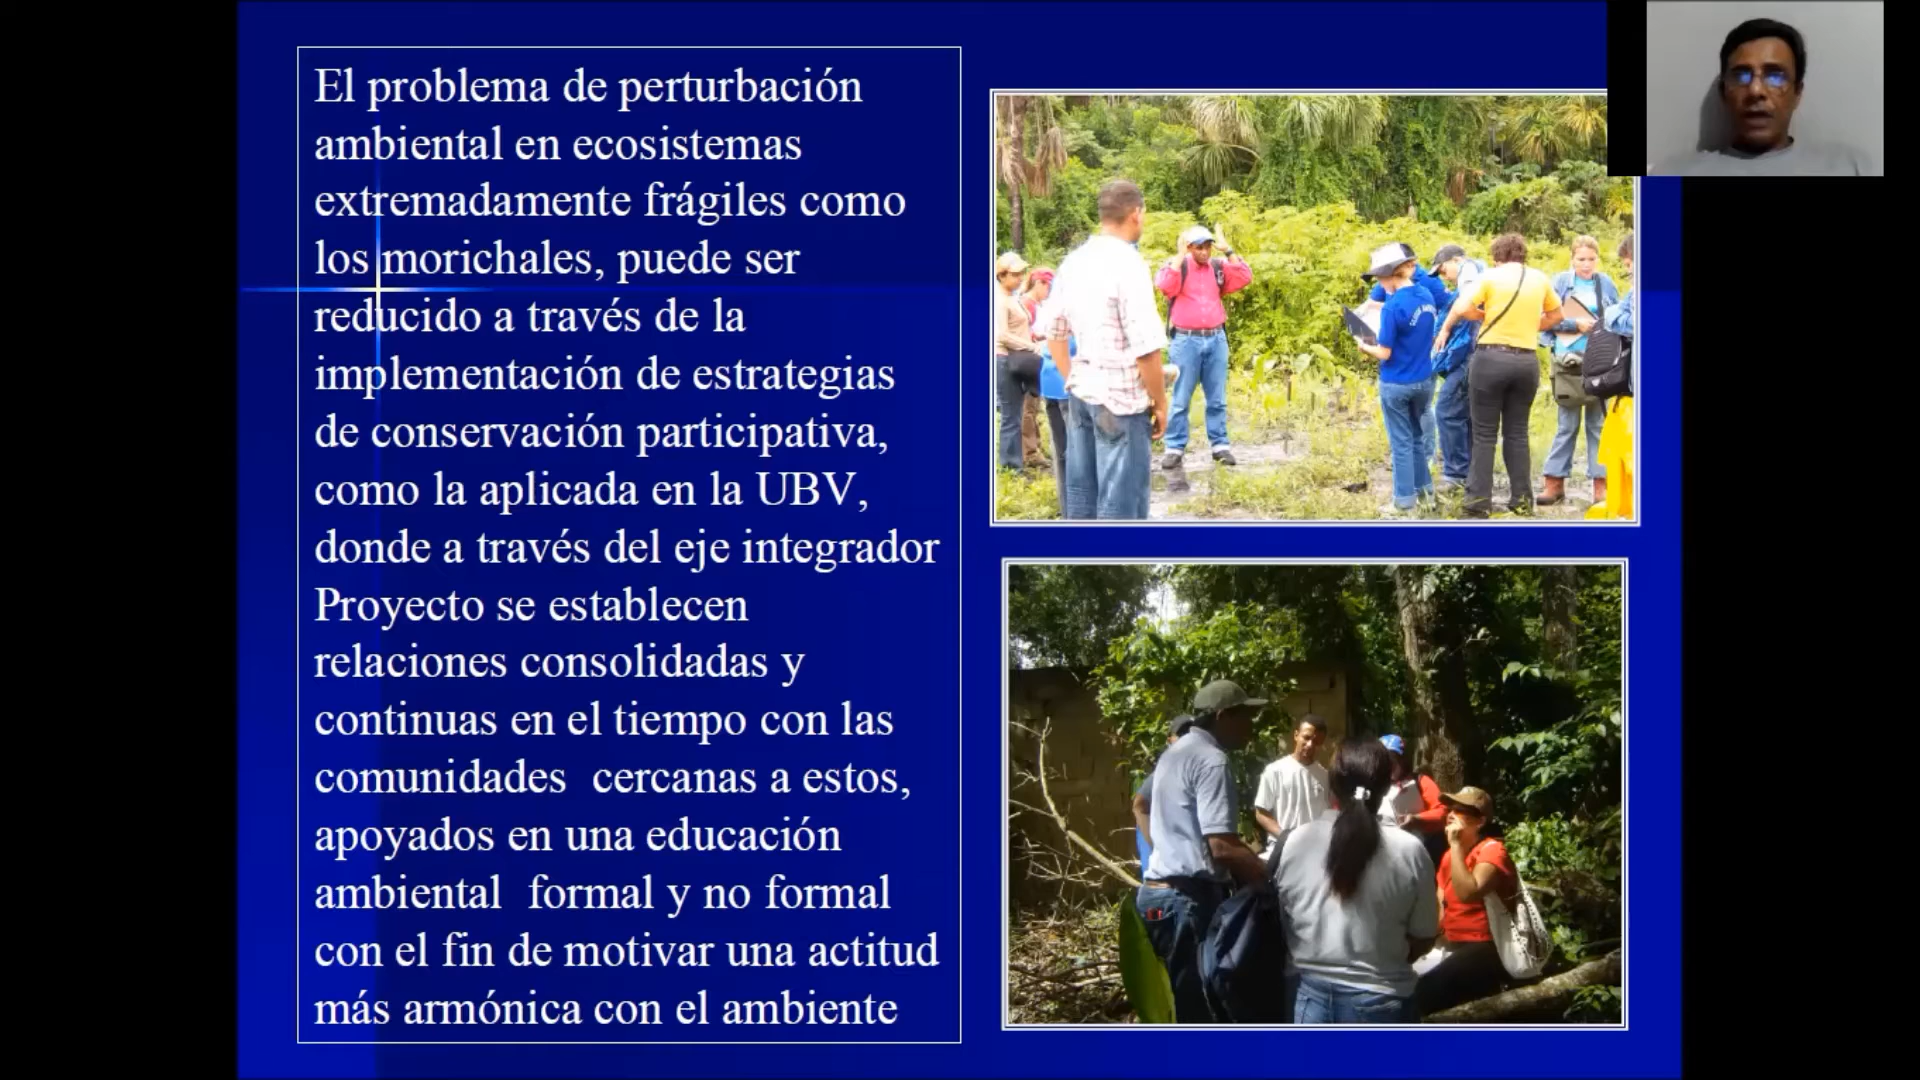 El problema de perturbación
ambiental en ecosistemas
extremadamente frágiles como
los morichales, puede ser
reducido a través de la
implementación de estrategias
de conservación participativa,
como la aplicada en la UBV,
donde a través del eje integrador
Proyecto se establecen
relaciones consolidadas y
continuas en el tiempo con las
comunidades  cercanas a estos,
apoyados en una educación
ambiental  formal y no formal
con el fin de motivar una actitud
más armónica con el ambiente